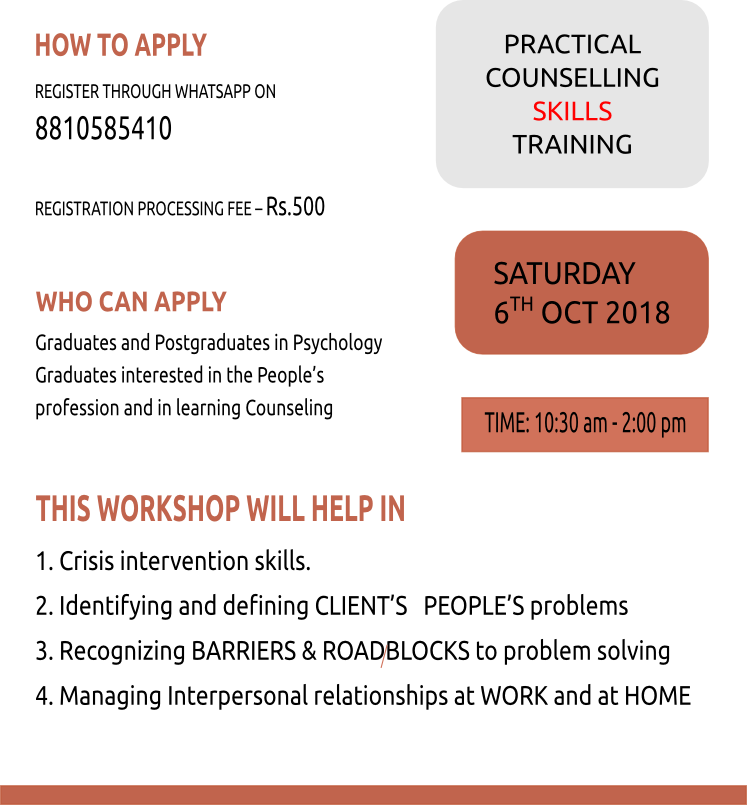 HOW TO APPLY
REGISTER THROUGH WHATSAPP ON
8810585410
REGISTRATION PROCESSING FEE – Rs.500
WHO CAN APPLY
Graduates and Postgraduates in Psychology
Graduates interested in the People’s
profession and in learning Counseling
PRACTICAL
COUNSELLING
SKILLS
TRAINING
SATURDAY
6TH OCT 2018
TIME: 10:30 am - 2:00 pm
THIS WORKSHOP WILL HELP IN
1. Crisis intervention skills.
2. Identifying and defining CLIENT’S PEOPLE’S problems
3. Recognizing BARRIERS & ROAD/BLOCKS to problem solving
4. Managing Interpersonal relationships at WORK and at HOME